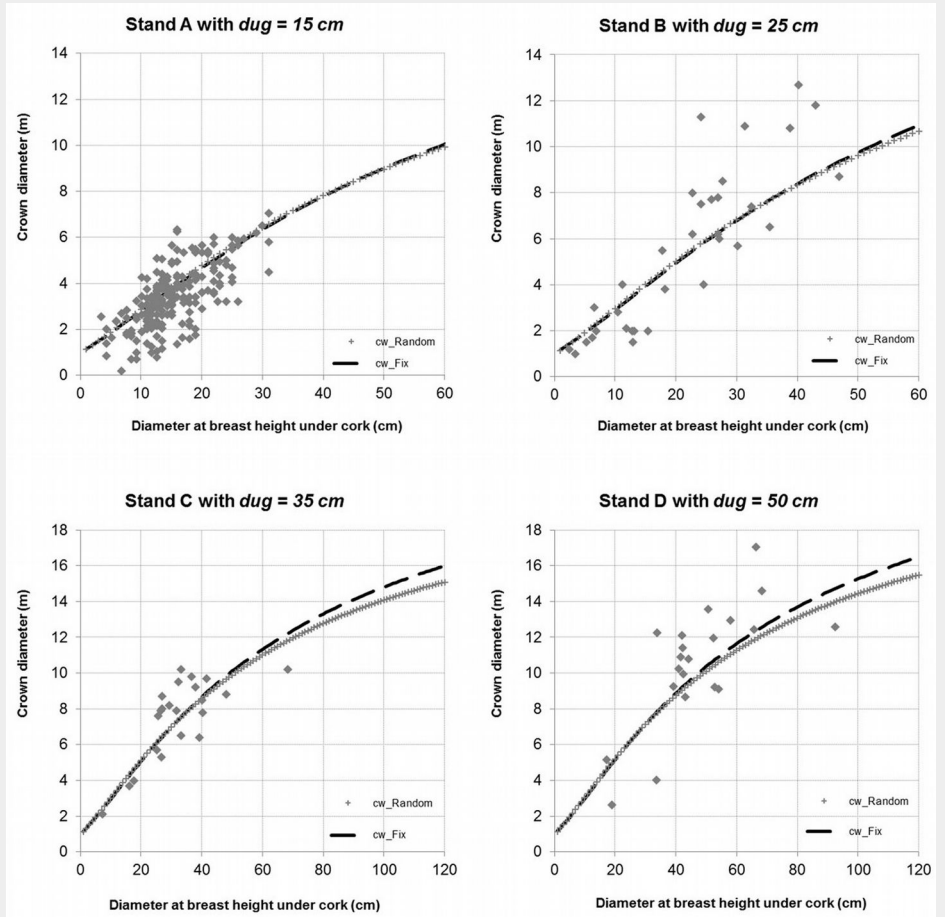 Stand A with dug = 15 cm
Crown diameter (m)
14
12
10
8
6
4
2
0
cw_Random
cw_Fix
0 10 20 30 40 50 60
Diameter at breast height under cork (cm)
Stand B with dug = 25 cm
Crown diameter (m)
14
12
10
8
6
4
2
0
cw_Random
cw_Fix
0 10 20 30 40 50 60
Diameter at breast height under cork (cm)
Stand C with dug = 35 cm
Crown diameter (m)
18
16
14
12
10
8
6
4
2
0
cw_Random
cw_Fix
0 20 40 60 80 100 120
Diameter at breast height under cork (cm)
Stand D with dug = 50 cm
Crown diameter (m)
18
16
14
12
10
8
6
4
2
0
cw_Random
cw_Fix
0 20 40 60 80 100 120
Diameter at breast height under cork (cm)